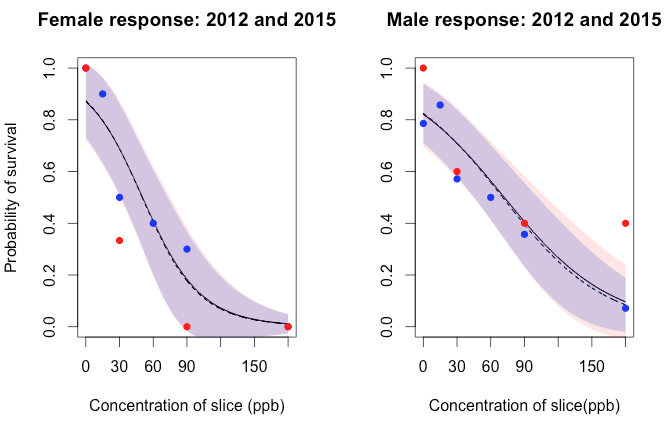 Female response: 2012 and 2015
Probability of survival
1.0
0.8
0.6
0.4
0.2
0.0
0 30 60 90 150
Concentration of slice (ppb)
Male response: 2012 and 2015
1.0
0.8
0.6
0.4
0.2
0.0
0 30 60 90 150
Concentration of slice(ppb)